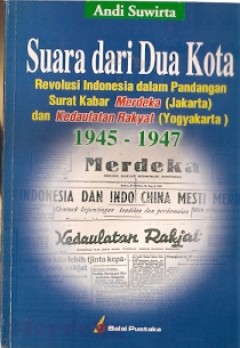 Andi Suwirta
Suara dari Dua Kota
Revolusi Indonesia dalam Pandangan
Surat Kabar Merdeka (Jakarta)
dan Kedaulatan Rakyat (Yogyakarta )
1945 - 1947
Merdeka
INDONESIA DAN INDO CHINA MESTI MERDE
Kedaulatan Rakjat
Balai Pustaka